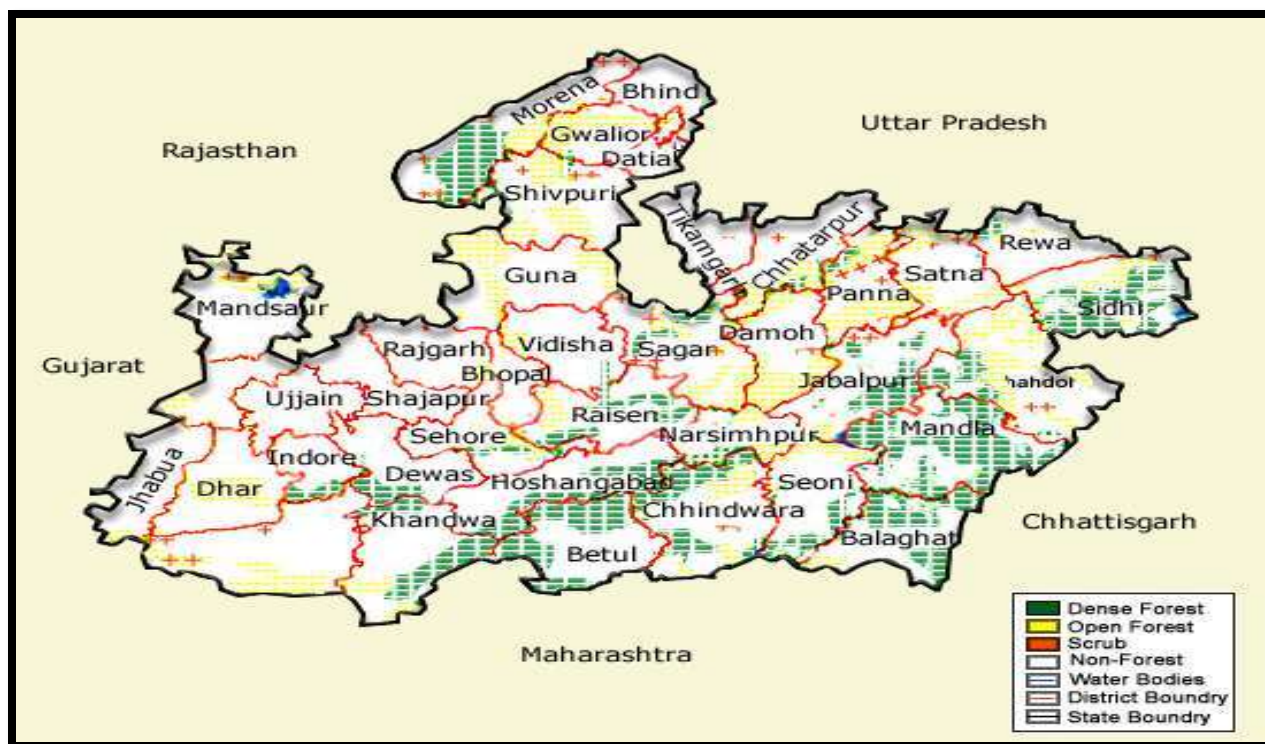 Morena
Bhind
Gwalior
Datia
Uttar Pradesh
Rajasthan
Shivpuri
Tikamgarh
Chhatarpur
Rewa
Guna
Satna
Panna
Sidhi
Mandsaur
Damoh
Vidisha
Sagar
Rajgarh
Gujarat
Bhopal
Jabalpur
hahdol
Ujjain
Shajapur
Raisen
Mandla
Sehore
Narsimhpur
Indore
Dewas
Hoshangabad
Seoni
Jhabua
Dhar
Chhindwara
Khandwa
Chhattisgarh
Balaghat
Betul
Maharashtra
Dense Forest
Open Forest
Scrub
Non-Forest
Water Bodies
District Boundry
State Boundry